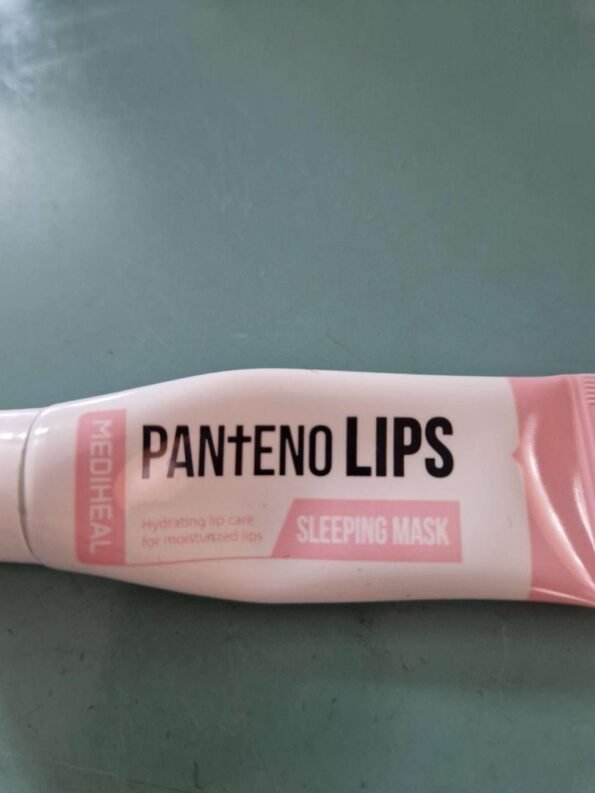 MEDIHEAL
PANTENO LIPS
Hydrating lip care
for moisturized lips
SLEEPING MASK